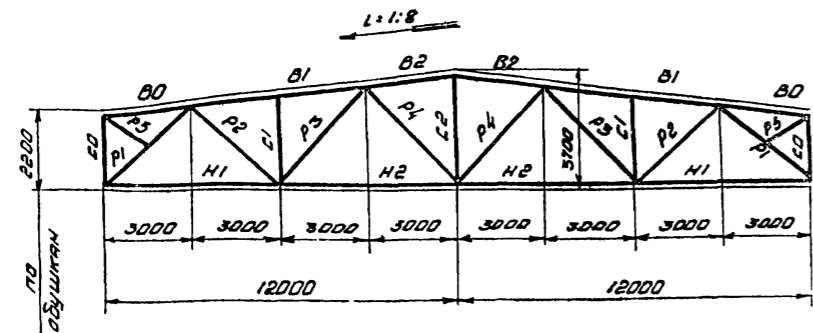 i=1:8
В0 В1 В2 В2 В1 В0
С0 Р1 Р5 Р2 С1 Р3 Р4 С2 Р4 Р3 С1 Р2 Р1 Р5 С0
2200
3700
Н1 Н2 Н2 Н1
3000 3000 3000 3000 3000 3000 3000 3000
12000 12000
по
обушкам